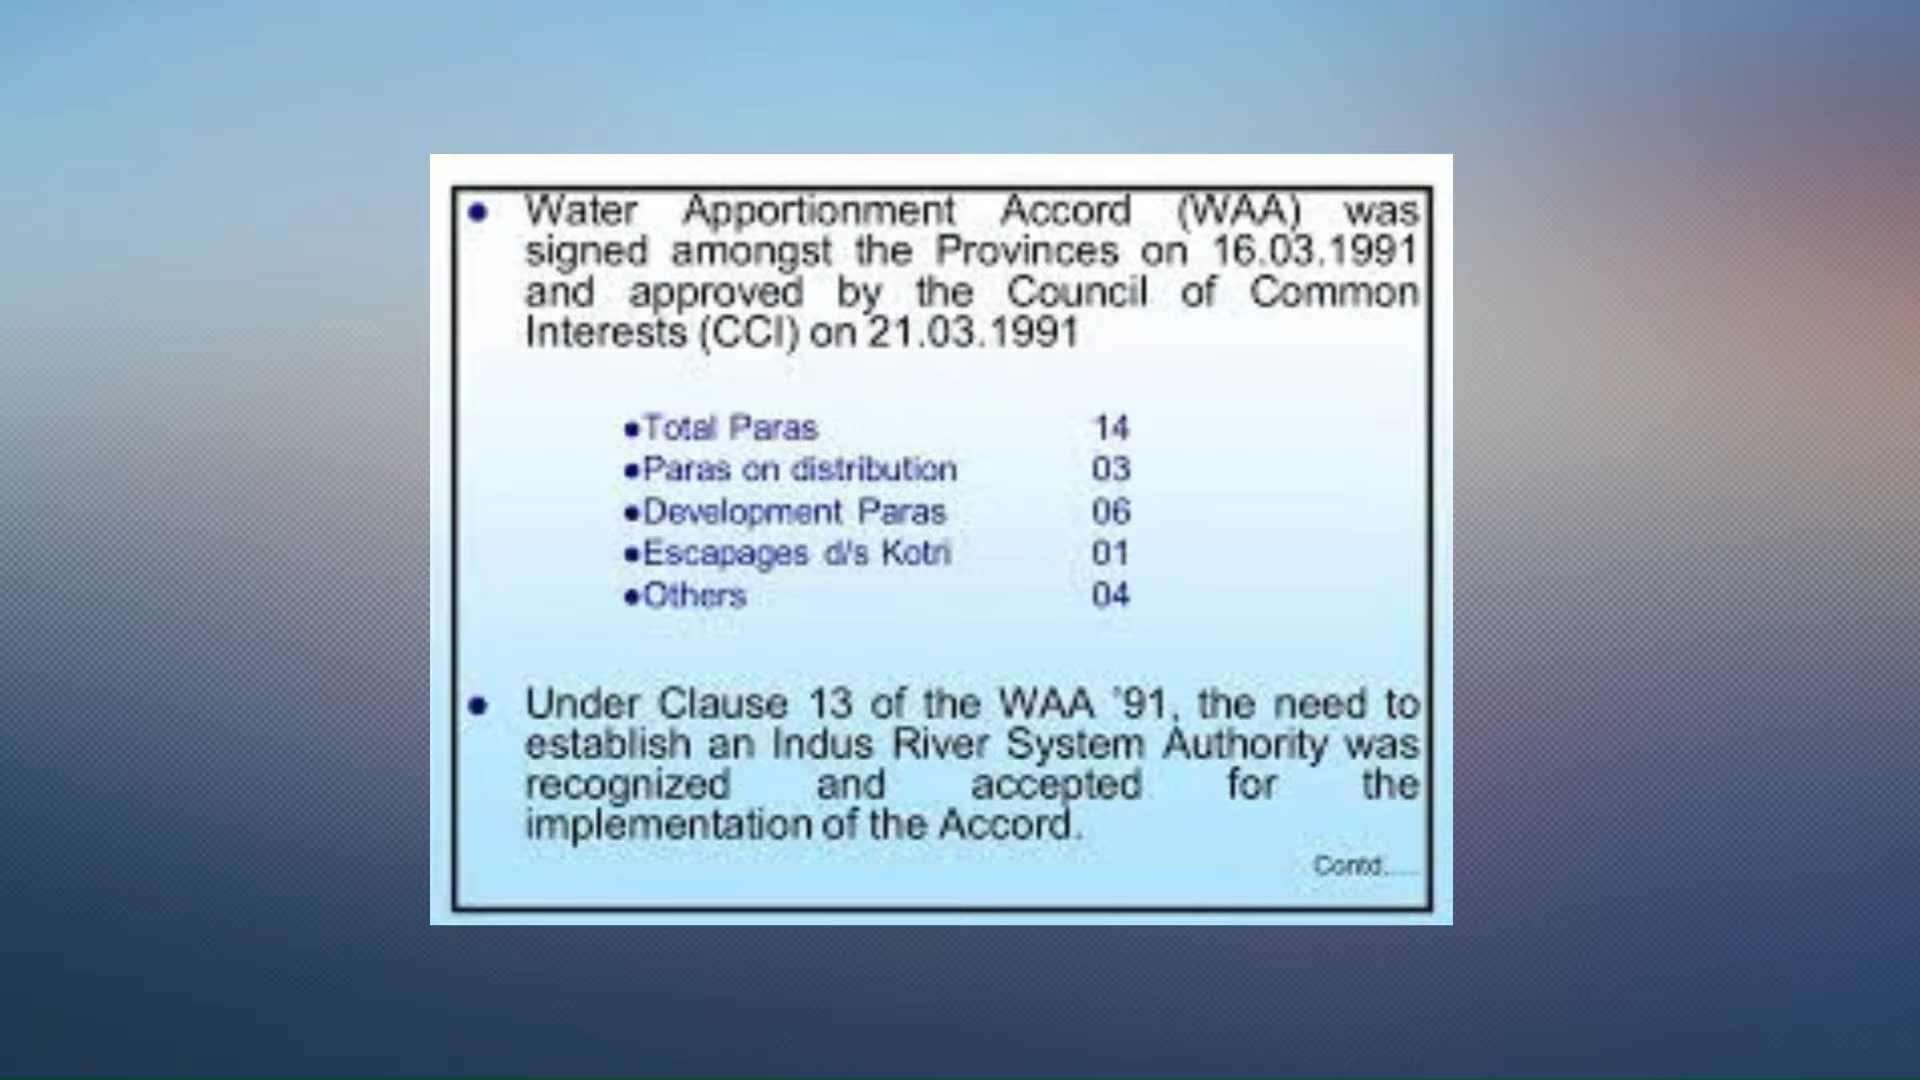 ● Water Apportionment Accord (WAA) was
signed amongst the Provinces on 16.03.1991
and approved by the Council of Common
Interests (CCI) on 21.03.1991
●Total Paras 14
●Paras on distribution 03
●Development Paras 06
●Escapages d/s Kotri 01
●Others 04
● Under Clause 13 of the WAA '91, the need to
establish an Indus River System Authority was
recognized and accepted for the
implementation of the Accord.
Contd.....